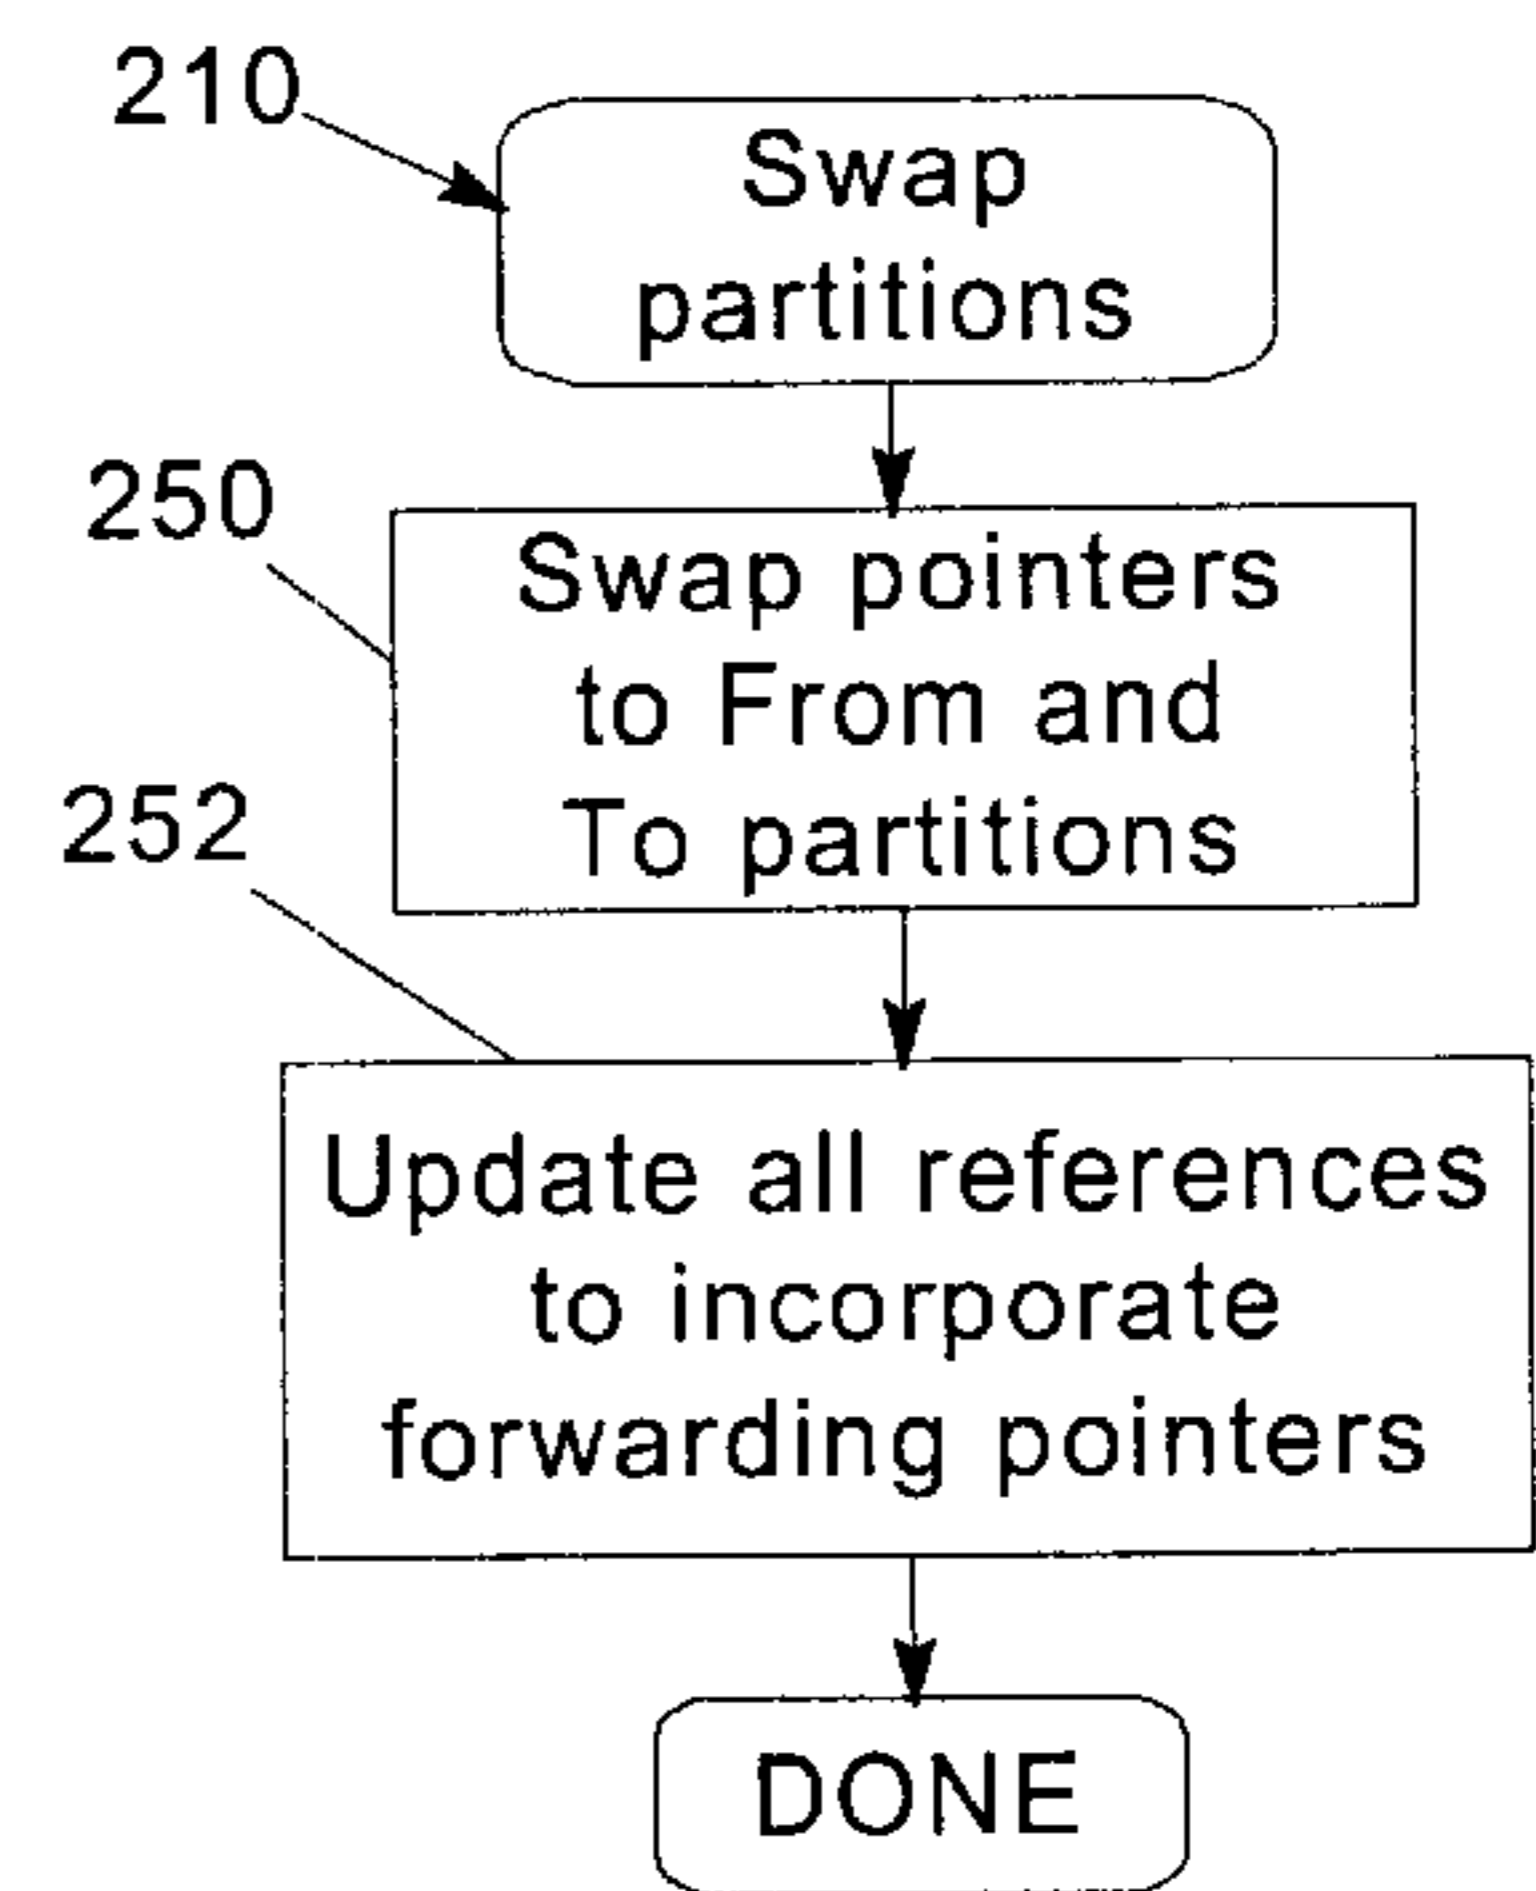 210
Swap
partitions
250
Swap pointers
to From and
To partitions
252
Update all references
to incorporate
forwarding pointers
DONE